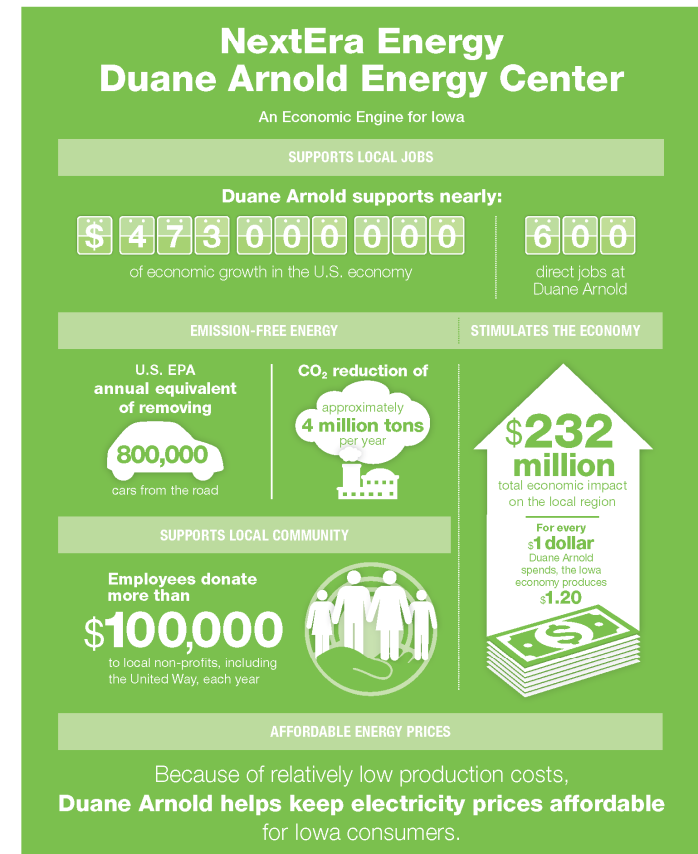 NextEra Energy
Duane Arnold Energy Center
An Economic Engine for Iowa
SUPPORTS LOCAL JOBS
Duane Arnold supports nearly:
$ 473 000 000
of economic growth in the U.S. economy
600
direct jobs at
Duane Arnold
EMISSION-FREE ENERGY
U.S. EPA
annual equivalent
of removing
800,000
cars from the road
CO₂ reduction of
approximately
4 million tons
per year
STIMULATES THE ECONOMY
$232
million
total economic impact
on the local region
For every
$1 dollar
Duane Arnold
spends, the Iowa
economy produces
$1.20
$
SUPPORTS LOCAL COMMUNITY
Employees donate
more than
$100,000
to local non-profits, including
the United Way, each year
AFFORDABLE ENERGY PRICES
Because of relatively low production costs,
Duane Arnold helps keep electricity prices affordable
for Iowa consumers.